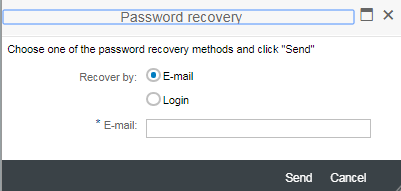 Password recovery
Choose one of the password recovery methods and click "Send"
Recover by: E-mail
Login
* E-mail:
Send Cancel